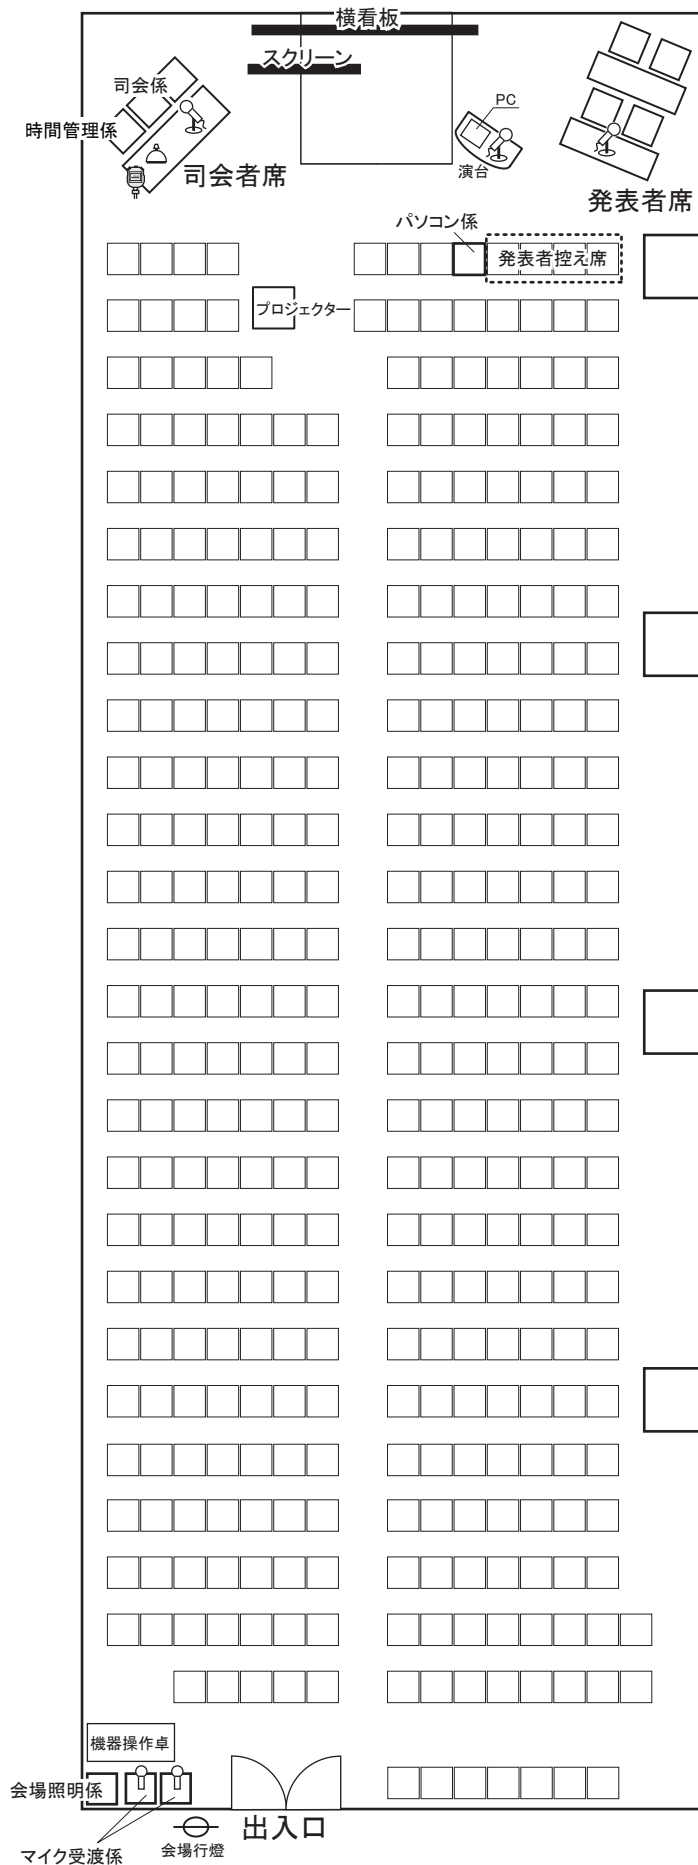 横看板
スクリーン
司会係
時間管理係
司会者席
PC
演台
発表者席
パソコン係
発表者控え席
プロジェクター
機器操作卓
会場照明係
マイク受渡係
会場行燈
出入口